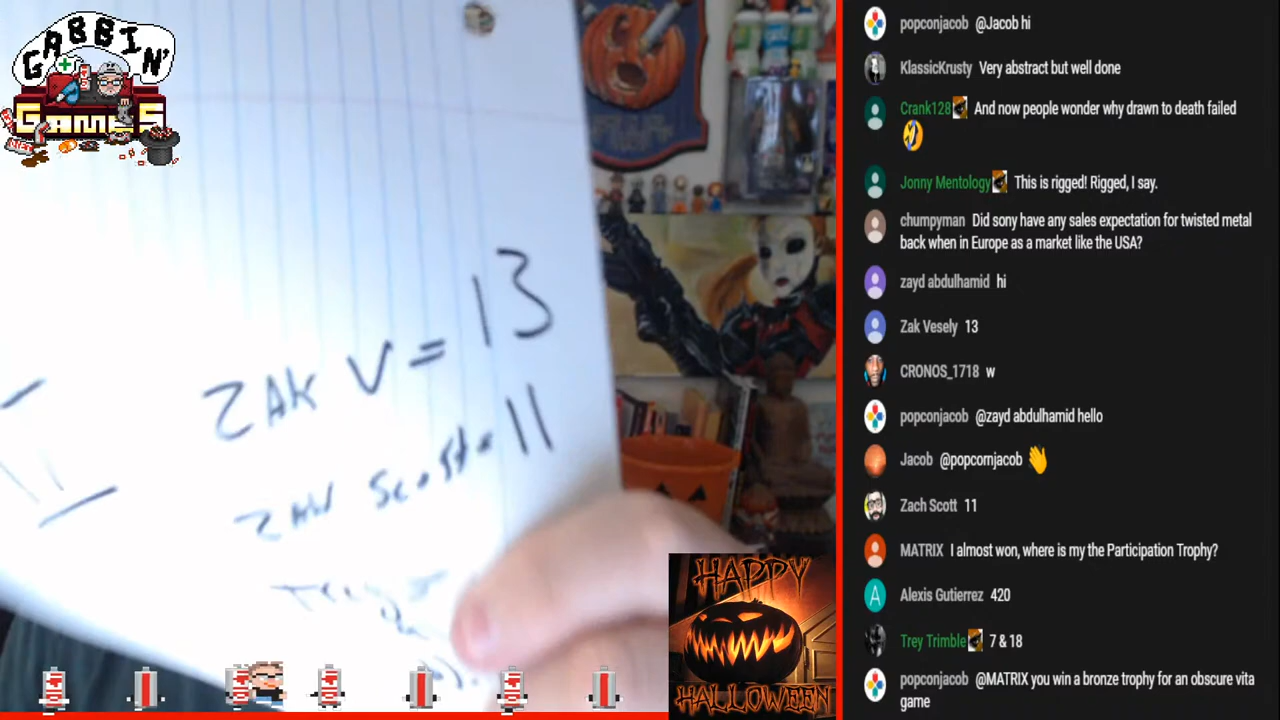 GABBIN'
GAMES
ZAK V = 13
ZAK Scott = 11
HAPPY
HALLOWEEN
popconjacob @Jacob hi
KlassicKrusty Very abstract but well done
Crank128 And now people wonder why drawn to death failed
🤣
Jonny Mentology This is rigged! Rigged, I say.
chumpyman Did sony have any sales expectation for twisted metal
back when in Europe as a market like the USA?
zayd abdulhamid hi
Zak Vesely 13
CRONOS_1718 w
popconjacob @zayd abdulhamid hello
Jacob @popcornjacob 👋
Zach Scott 11
MATRIX I almost won, where is my the Participation Trophy?
Alexis Gutierrez 420
Trey Trimble 7 & 18
popconjacob @MATRIX you win a bronze trophy for an obscure vita
game